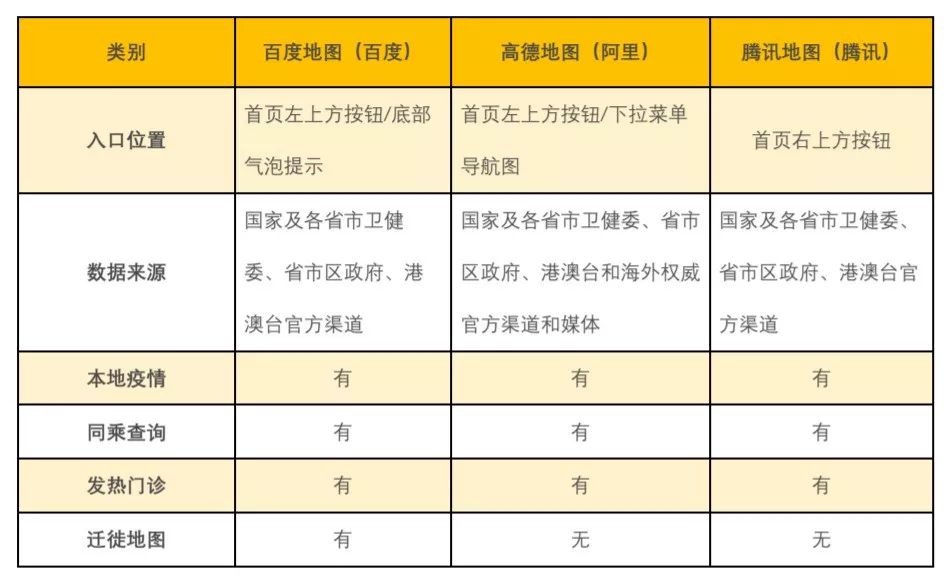 类别 百度地图（百度） 高德地图（阿里） 腾讯地图（腾讯）
入口位置
首页左上方按钮/底部
气泡提示
首页左上方按钮/下拉菜单
导航图
首页右上方按钮
数据来源
国家及各省市卫健
委、省市区政府、港
澳台官方渠道
国家及各省市卫健委、省市
区政府、港澳台和海外权威
官方渠道和媒体
国家及各省市卫健委、
省市区政府、港澳台官
方渠道
本地疫情 有 有 有
同乘查询 有 有 有
发热门诊 有 有 有
迁徙地图 有 无 无